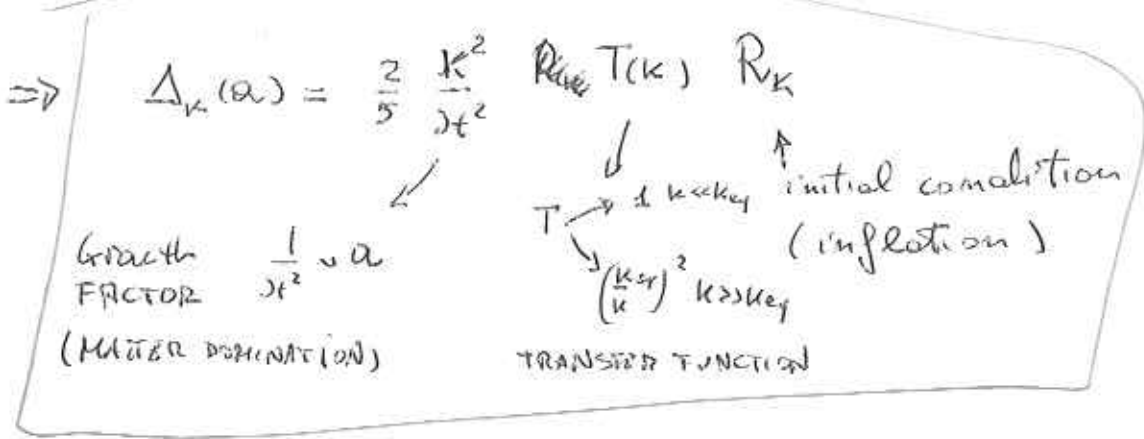 ⇒ Δ_k (a) = 2/5 k²/ℋ² T(k) R_k
T → 1 k<<k_eq initial condition
(inflation)
Growth 1/ℋ² ∼ a
FACTOR
(k_eq/k)² k>>k_eq
(MATTER DOMINATION) TRANSFER FUNCTION